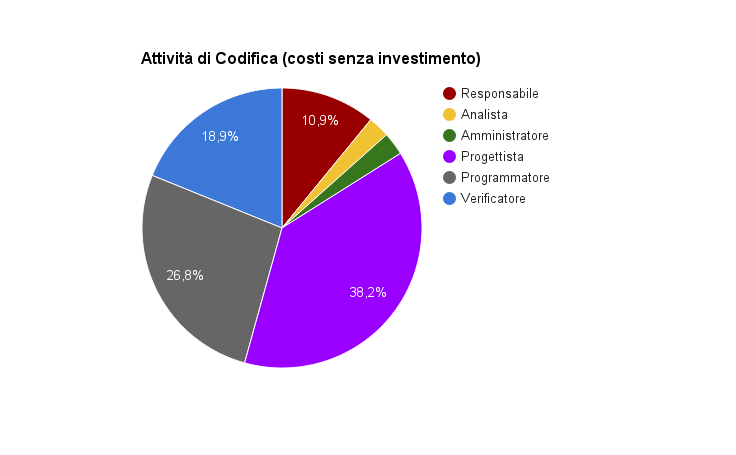 Attività di Codifica (costi senza investimento)
Responsabile
Analista
Amministratore
Progettista
Programmatore
Verificatore
10,9%
18,9%
26,8%
38,2%